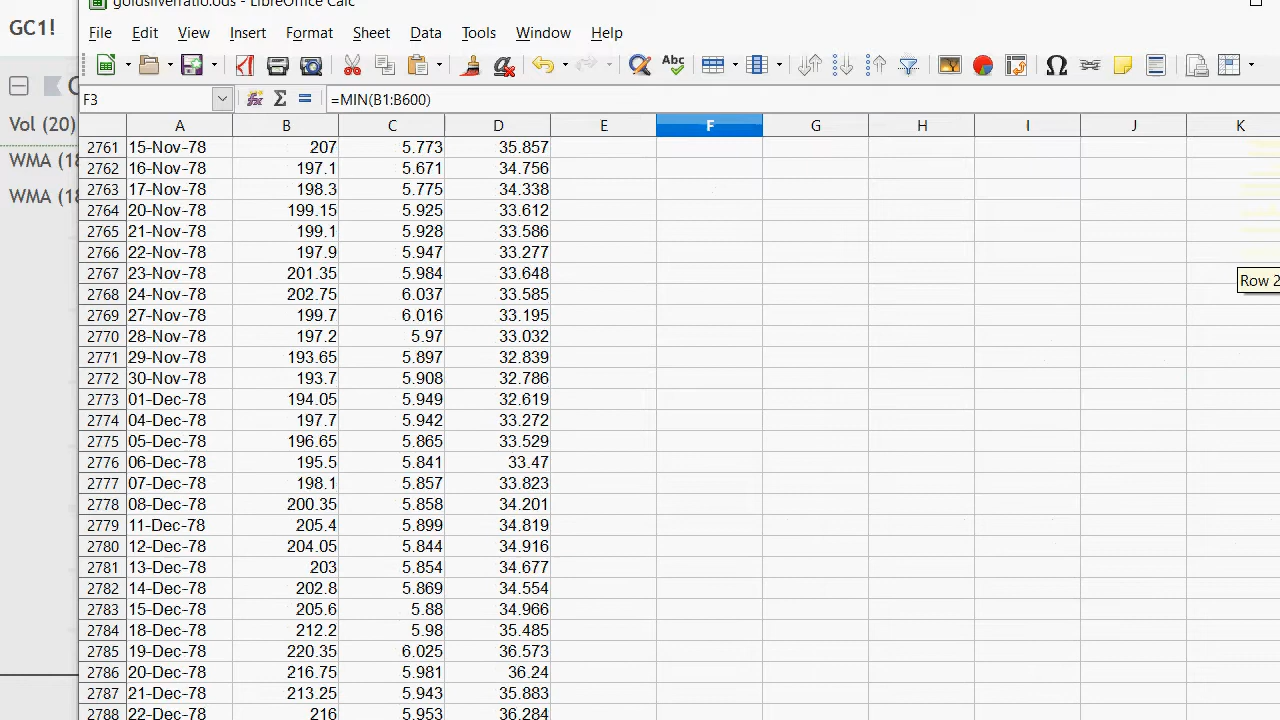 goldsilverratio.ods - LibreOffice Calc
GC1!
File Edit View Insert Format Sheet Data Tools Window Help
Abc
F3 =MIN(B1:B600)
A B C D E F G H I J K
Vol (20)
WMA (18
WMA (18
2761 15-Nov-78 207 5.773 35.857
2762 16-Nov-78 197.1 5.671 34.756
2763 17-Nov-78 198.3 5.775 34.338
2764 20-Nov-78 199.15 5.925 33.612
2765 21-Nov-78 199.1 5.928 33.586
2766 22-Nov-78 197.9 5.947 33.277
2767 23-Nov-78 201.35 5.984 33.648
Row 2
2768 24-Nov-78 202.75 6.037 33.585
2769 27-Nov-78 199.7 6.016 33.195
2770 28-Nov-78 197.2 5.97 33.032
2771 29-Nov-78 193.65 5.897 32.839
2772 30-Nov-78 193.7 5.908 32.786
2773 01-Dec-78 194.05 5.949 32.619
2774 04-Dec-78 197.7 5.942 33.272
2775 05-Dec-78 196.65 5.865 33.529
2776 06-Dec-78 195.5 5.841 33.47
2777 07-Dec-78 198.1 5.857 33.823
2778 08-Dec-78 200.35 5.858 34.201
2779 11-Dec-78 205.4 5.899 34.819
2780 12-Dec-78 204.05 5.844 34.916
2781 13-Dec-78 203 5.854 34.677
2782 14-Dec-78 202.8 5.869 34.554
2783 15-Dec-78 205.6 5.88 34.966
2784 18-Dec-78 212.2 5.98 35.485
2785 19-Dec-78 220.35 6.025 36.573
2786 20-Dec-78 216.75 5.981 36.24
2787 21-Dec-78 213.25 5.943 35.883
2788 22-Dec-78 216 5.953 36.284